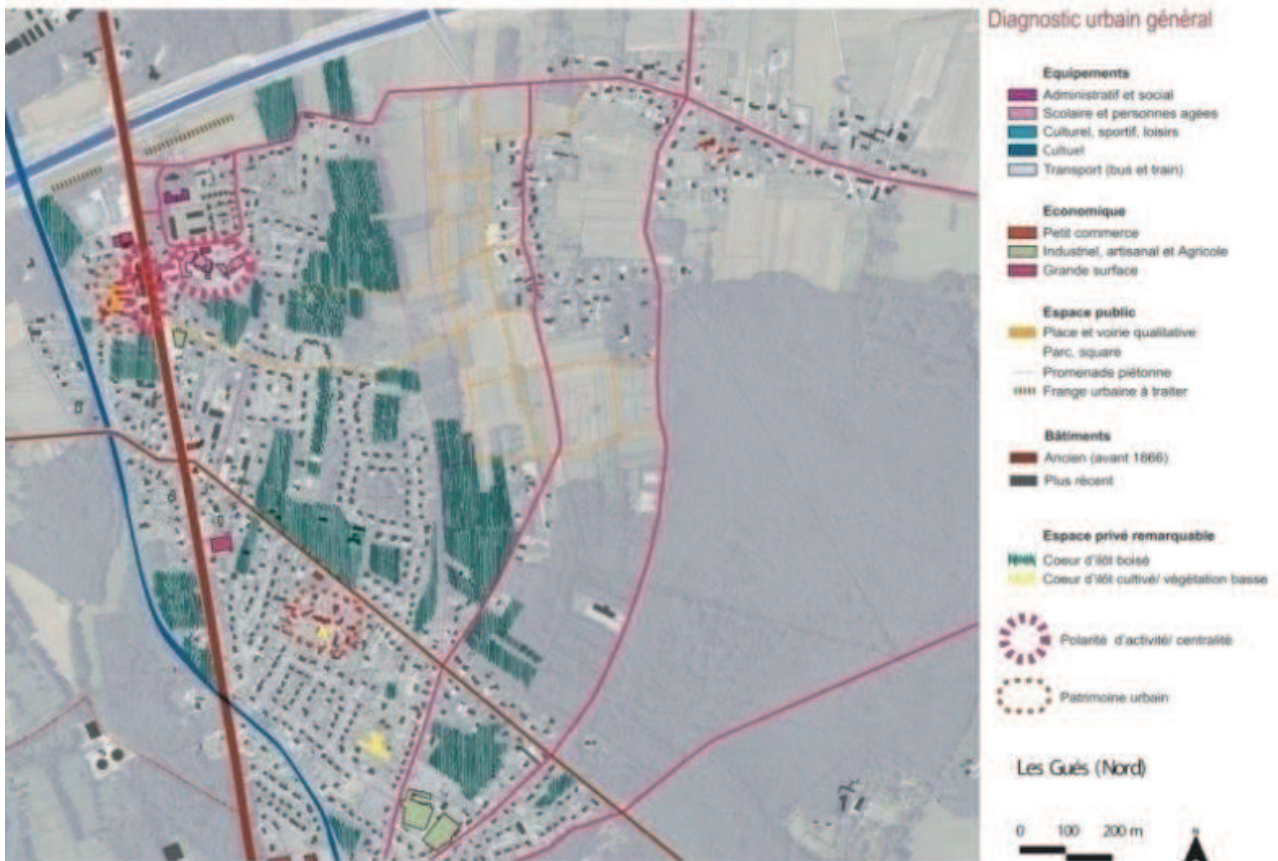 Diagnostic urbain général
Equipements
Administratif et social
Scolaire et personnes agées
Culturel, sportif, loisirs
Cultuel
Transport (bus et train)
Economique
Petit commerce
Industriel, artisanal et Agricole
Grande surface
Espace public
Place et voirie qualitative
Parc, square
Promenade piétonne
Frange urbaine à traiter
Bâtiments
Ancien (avant 1866)
Plus récent
Espace privé remarquable
Coeur d'ilôt boisé
Coeur d'ilôt cultivé/ végétation basse
Polarité d'activité/ centralité
Patrimoine urbain
Les Gués (Nord)
0 100 200 m
N